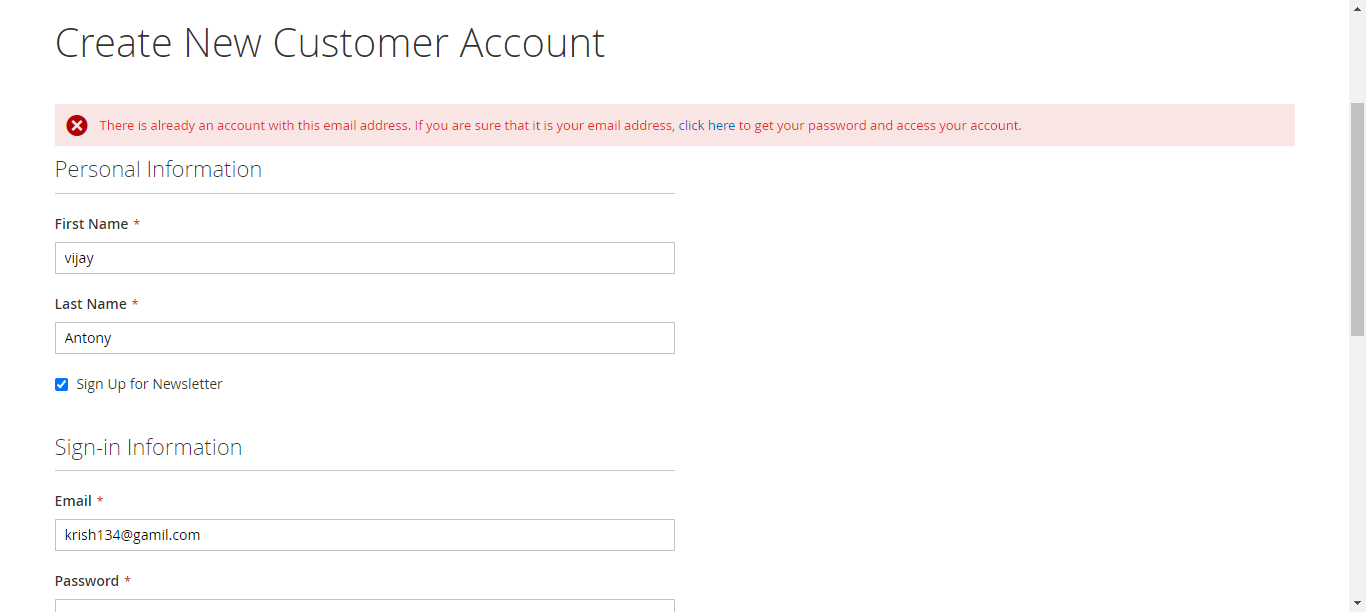 Create New Customer Account
There is already an account with this email address. If you are sure that it is your email address, click here to get your password and access your account.
Personal Information
First Name *
vijay
Last Name *
Antony
Sign Up for Newsletter
Sign-in Information
Email *
krish134@gamil.com
Password *